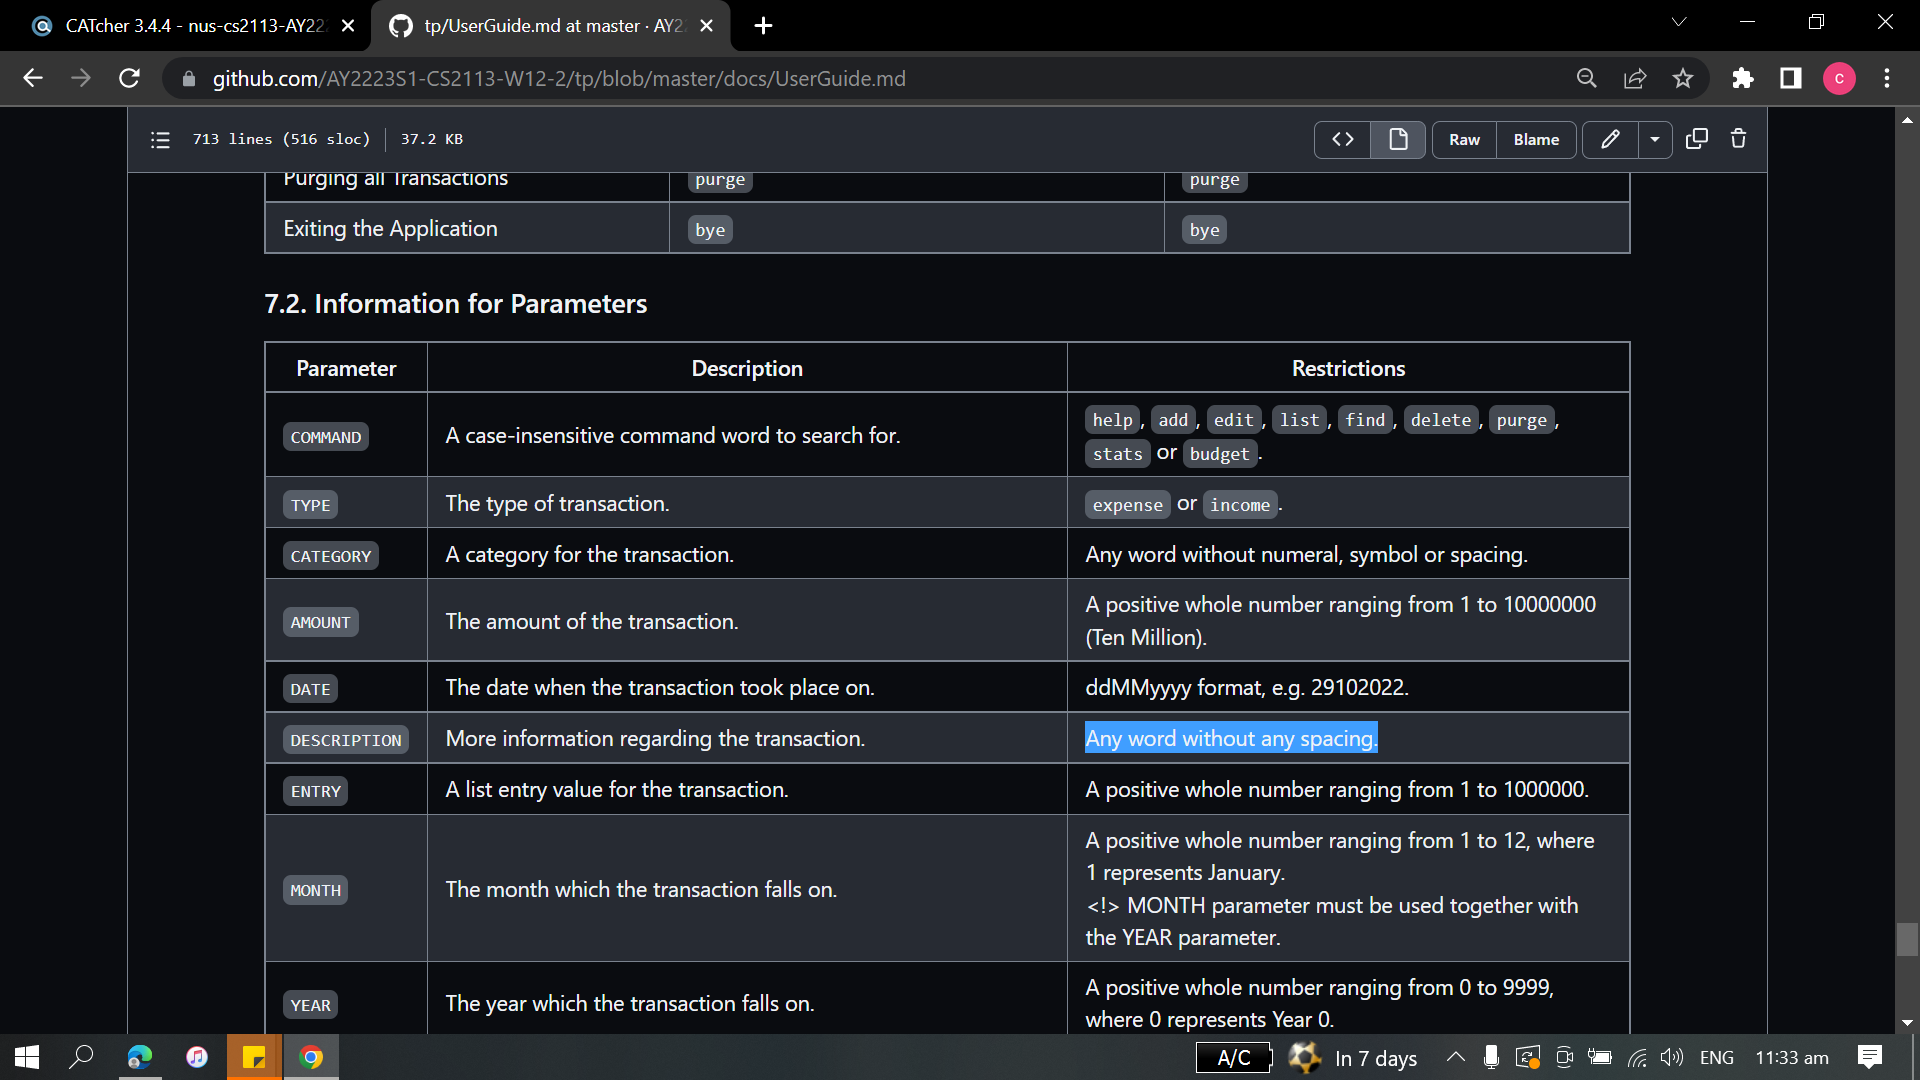 CATcher 3.4.4 - nus-cs2113-AY222
tp/UserGuide.md at master · AY22
github.com/AY2223S1-CS2113-W12-2/tp/blob/master/docs/UserGuide.md
c
713 lines (516 sloc) 37.2 KB
Raw Blame
Purging all Transactions purge purge
Exiting the Application bye bye
7.2. Information for Parameters
Parameter Description Restrictions
COMMAND A case-insensitive command word to search for. help, add, edit, list, find, delete, purge,
stats or budget.
TYPE The type of transaction. expense or income.
CATEGORY A category for the transaction. Any word without numeral, symbol or spacing.
AMOUNT The amount of the transaction. A positive whole number ranging from 1 to 10000000
(Ten Million).
DATE The date when the transaction took place on. ddMMyyyy format, e.g. 29102022.
DESCRIPTION More information regarding the transaction. Any word without any spacing.
ENTRY A list entry value for the transaction. A positive whole number ranging from 1 to 1000000.
MONTH The month which the transaction falls on. A positive whole number ranging from 1 to 12, where
1 represents January.
<!> MONTH parameter must be used together with
the YEAR parameter.
YEAR The year which the transaction falls on. A positive whole number ranging from 0 to 9999,
where 0 represents Year 0.
A/C In 7 days ENG 11:33 am